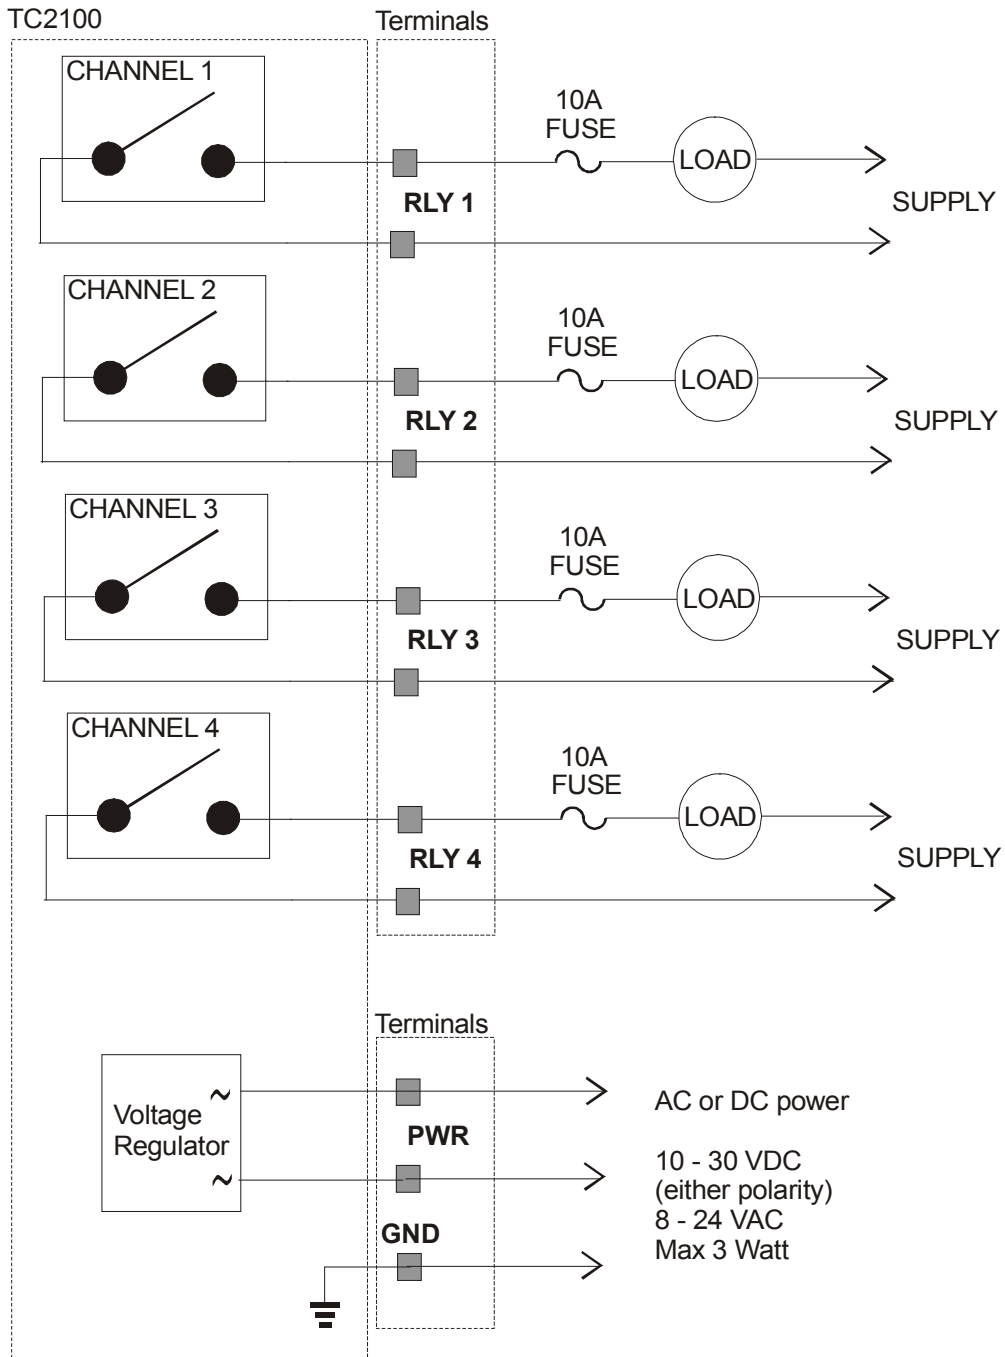 TC2100
Terminals
CHANNEL 1
10A
FUSE
LOAD
RLY 1
SUPPLY
CHANNEL 2
10A
FUSE
LOAD
RLY 2
SUPPLY
CHANNEL 3
10A
FUSE
LOAD
RLY 3
SUPPLY
CHANNEL 4
10A
FUSE
LOAD
RLY 4
SUPPLY
Terminals
~
Voltage
Regulator
~
PWR
GND
AC or DC power
10 - 30 VDC
(either polarity)
8 - 24 VAC
Max 3 Watt